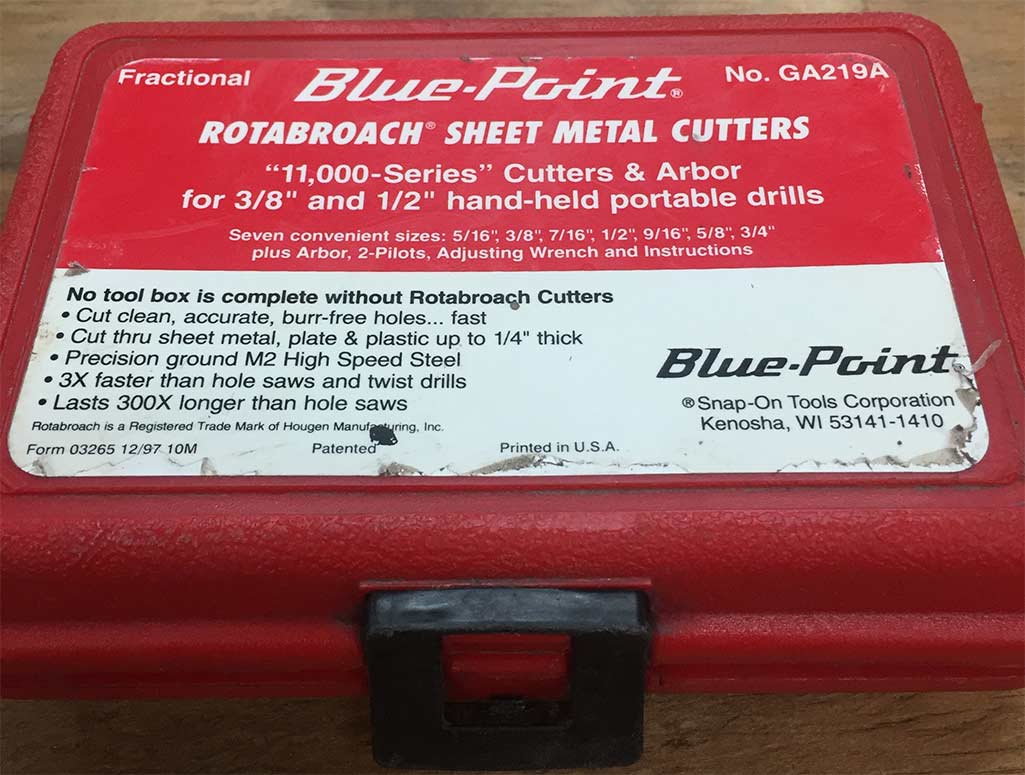 Fractional Blue-Point® No. GA219A
ROTABROACH® SHEET METAL CUTTERS
"11,000-Series" Cutters & Arbor
for 3/8" and 1/2" hand-held portable drills
Seven convenient sizes: 5/16", 3/8", 7/16", 1/2", 9/16", 5/8", 3/4"
plus Arbor, 2-Pilots, Adjusting Wrench and Instructions
No tool box is complete without Rotabroach Cutters
• Cut clean, accurate, burr-free holes... fast
• Cut thru sheet metal, plate & plastic up to 1/4" thick
• Precision ground M2 High Speed Steel
• 3X faster than hole saws and twist drills
• Lasts 300X longer than hole saws
Rotabroach is a Registered Trade Mark of Hougen Manufacturing, Inc.
Form 03265 12/97 10M Patented Printed in U.S.A.
Blue-Point
®Snap-On Tools Corporation
Kenosha, WI 53141-1410